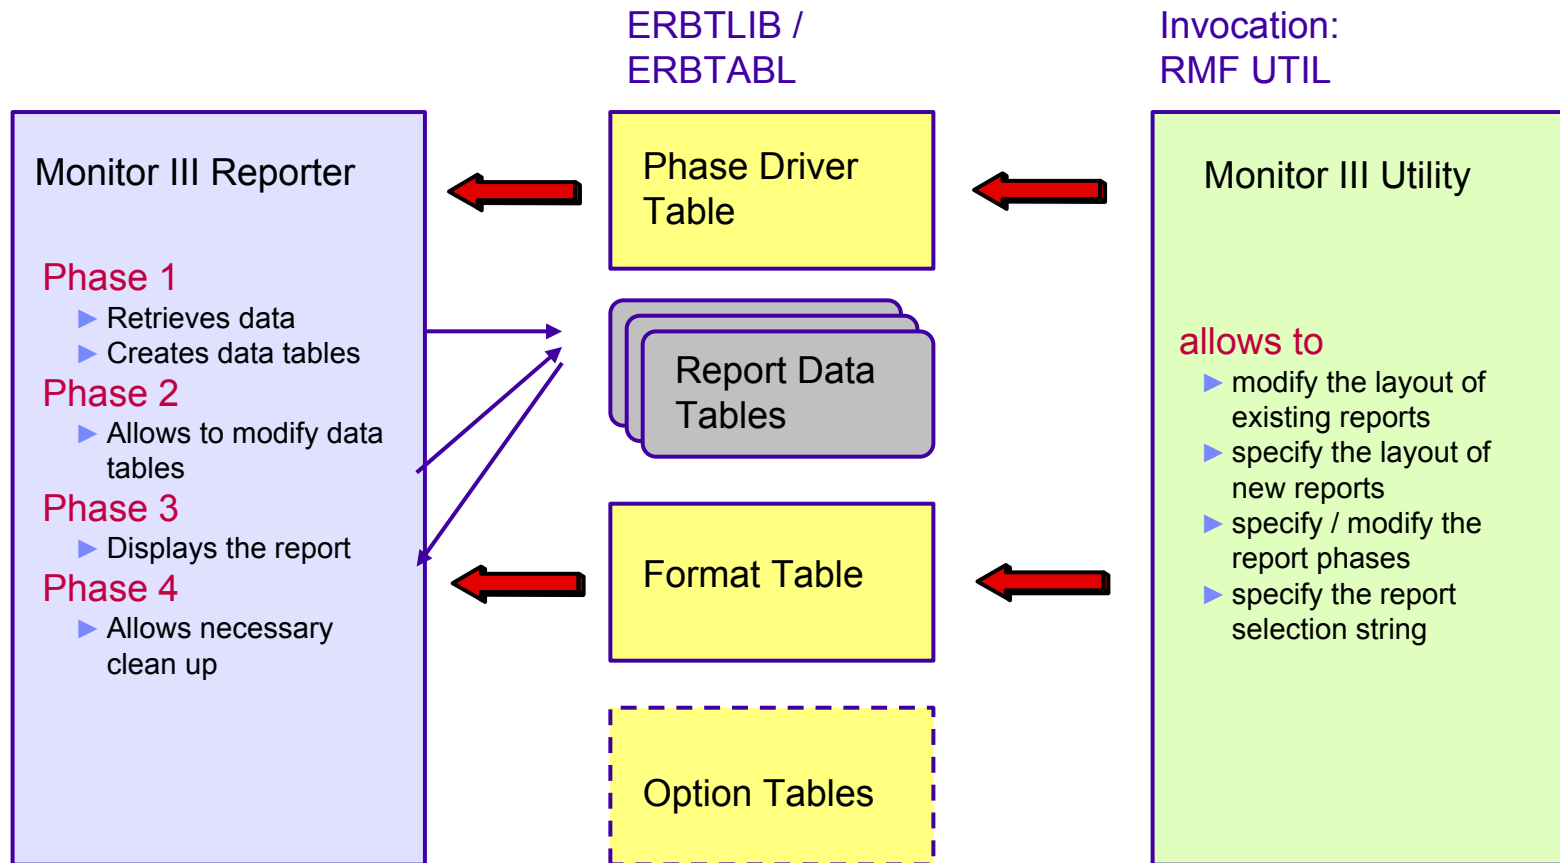 ERBTLIB /
ERBTABL
Invocation:
RMF UTIL
Monitor III Reporter
Phase 1
► Retrieves data
► Creates data tables
Phase 2
► Allows to modify data
tables
Phase 3
► Displays the report
Phase 4
► Allows necessary
clean up
Phase Driver
Table
Report Data
Tables
Format Table
Option Tables
Monitor III Utility
allows to
► modify the layout of
existing reports
► specify the layout of
new reports
► specify / modify the
report phases
► specify the report
selection string